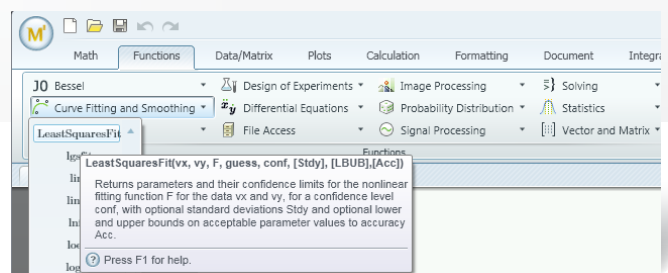 M
Math Functions Data/Matrix Plots Calculation Formatting Document Integra
J0 Bessel Design of Experiments Image Processing Solving
Curve Fitting and Smoothing Differential Equations Probability Distribution Statistics
LeastSquaresFit File Access Signal Processing Vector and Matrix
Functions
LeastSquaresFit(vx, vy, F, guess, conf, [Stdy], [LBUB],[Acc])
Returns parameters and their confidence limits for the nonlinear
fitting function F for the data vx and vy, for a confidence level
conf, with optional standard deviations Stdy and optional lower
and upper bounds on acceptable parameter values to accuracy
Acc.
Press F1 for help.
log